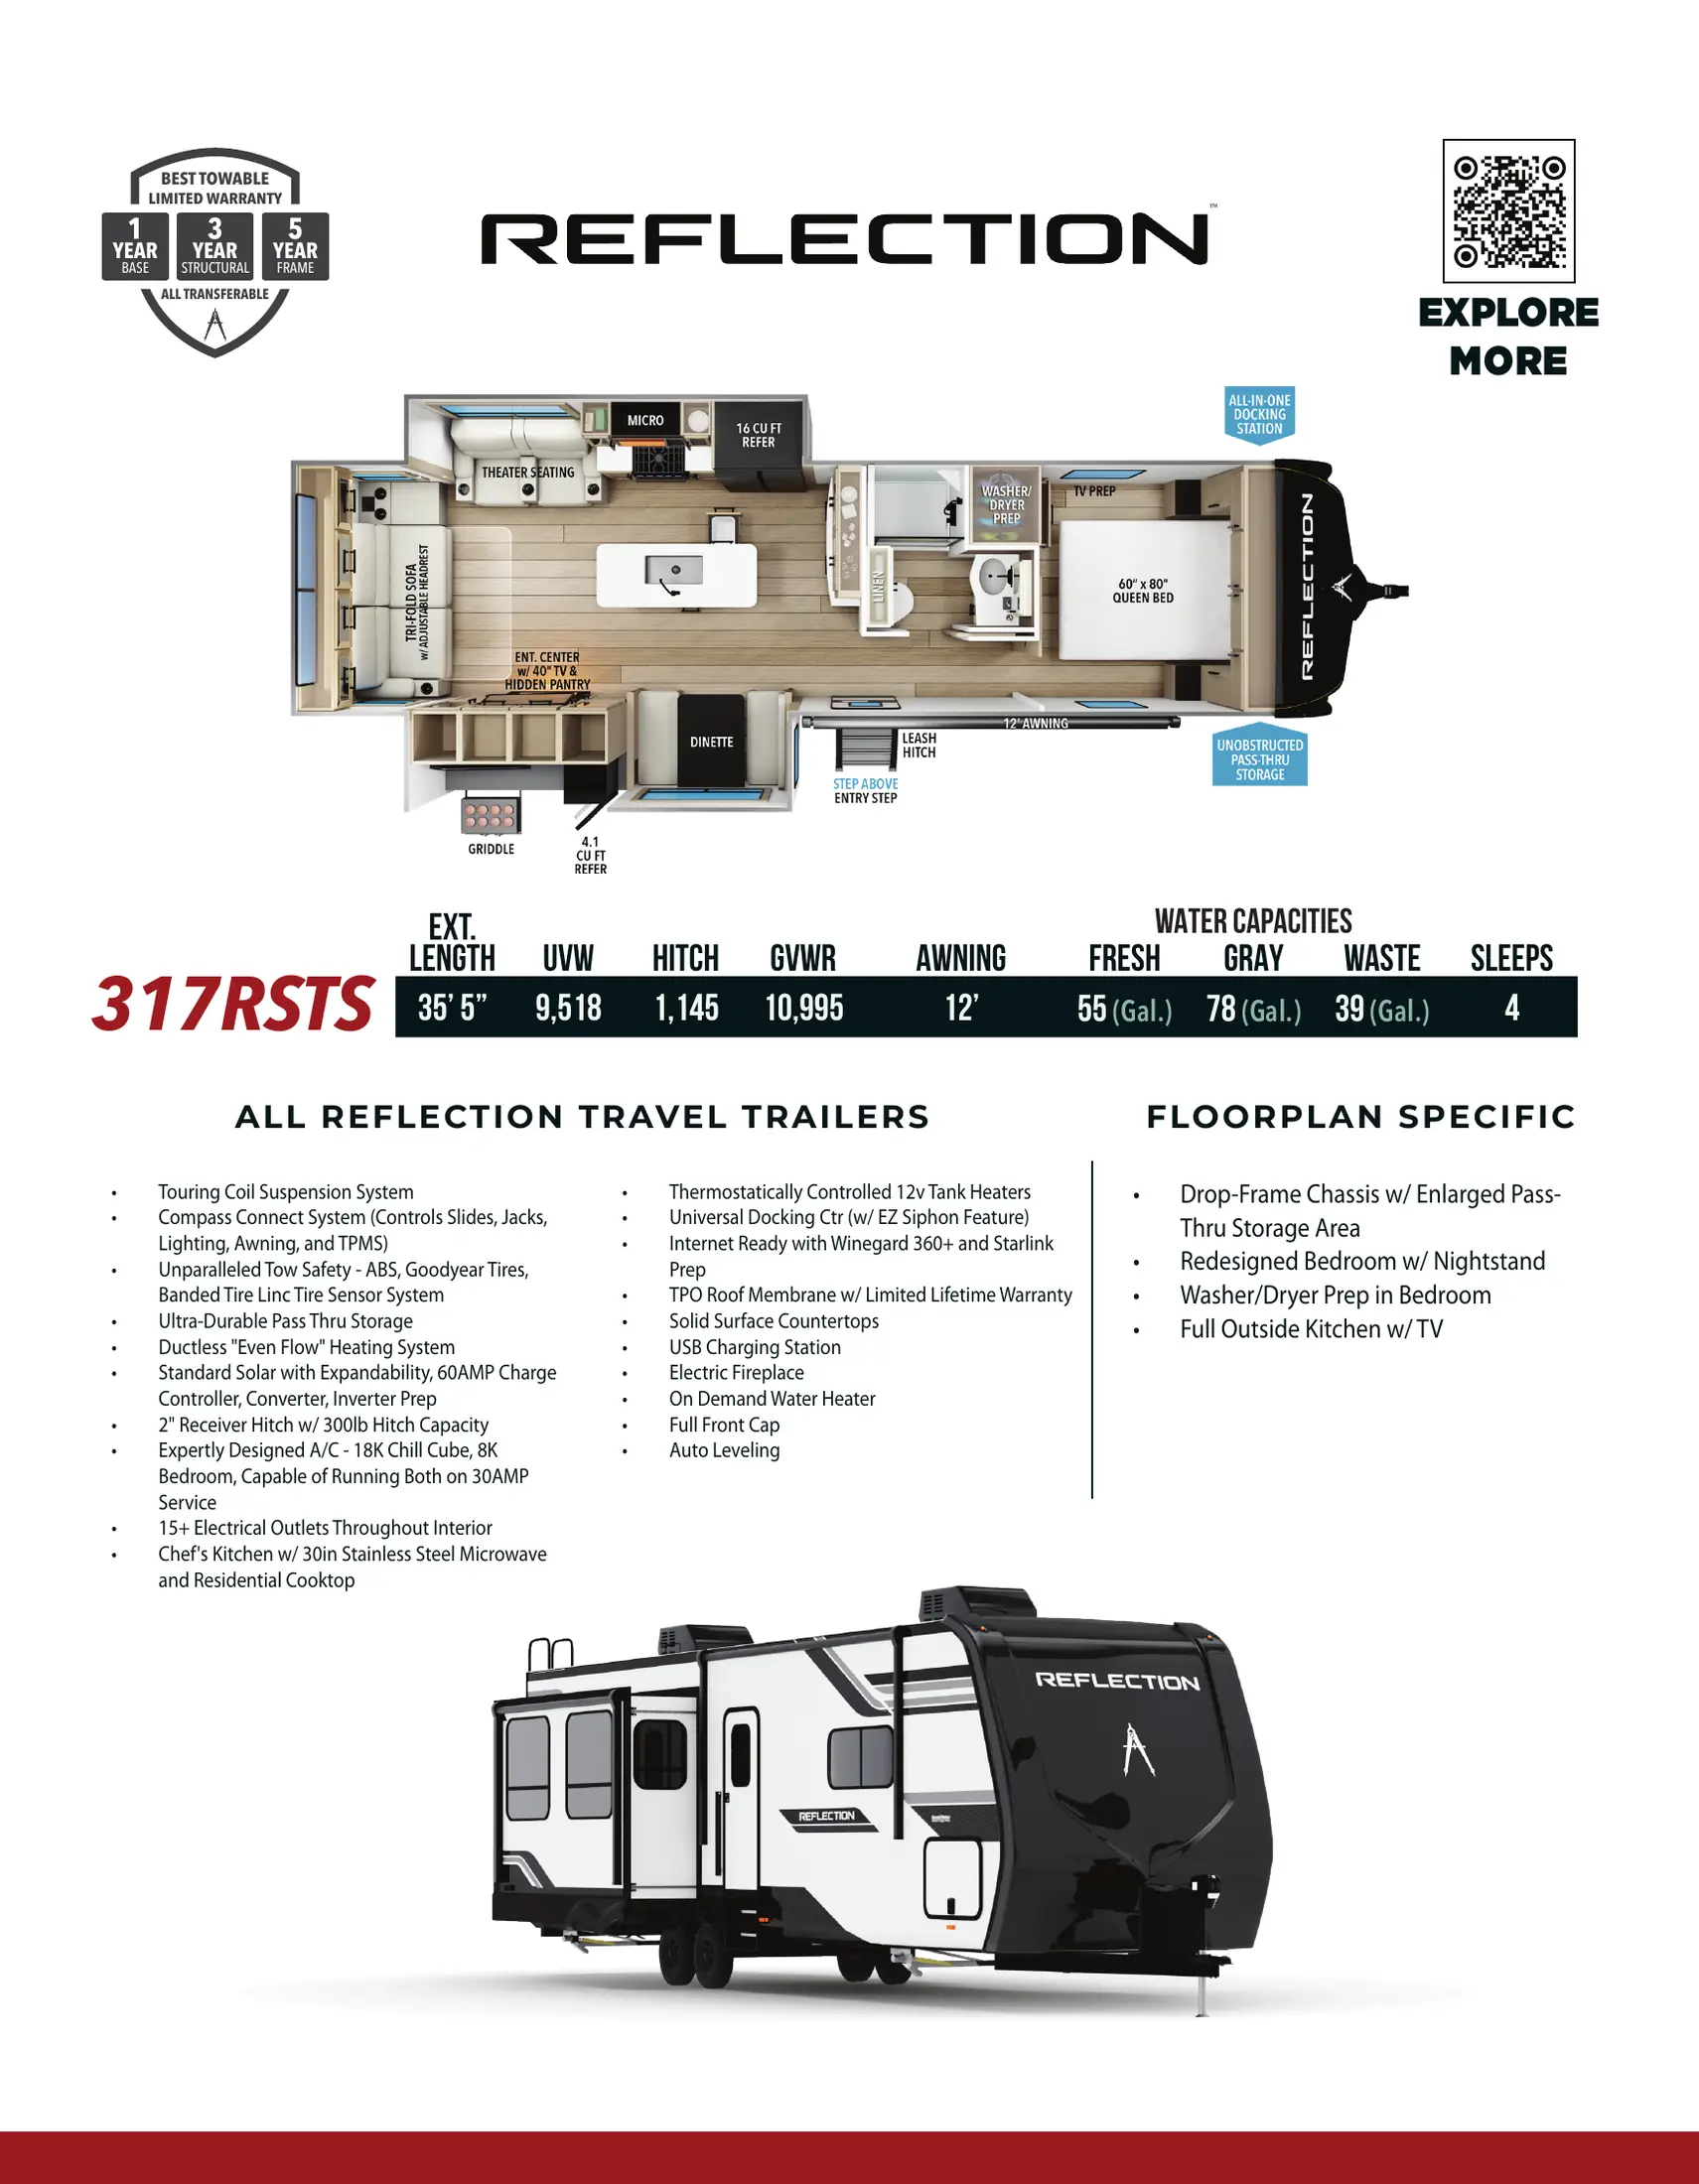 BEST TOWABLE
LIMITED WARRANTY
1 YEAR BASE
3 YEAR STRUCTURAL
5 YEAR FRAME
ALL TRANSFERABLE
REFLECTION™
EXPLORE
MORE
ALL-IN-ONE
DOCKING
STATION
MICRO
16 CU FT
REFER
THEATER SEATING
WASHER/
DRYER
PREP
TV PREP
TRI-FOLD SOFA
w/ ADJUSTABLE HEADREST
LINEN
60" x 80"
QUEEN BED
REFLECTION
ENT. CENTER
w/ 40" TV &
HIDDEN PANTRY
DINETTE
12' AWNING
LEASH
HITCH
STEP ABOVE
ENTRY STEP
UNOBSTRUCTED
PASS-THRU
STORAGE
GRIDDLE
4.1
CU FT
REFER
WATER CAPACITIES
EXT. LENGTH UVW HITCH GVWR AWNING FRESH GRAY WASTE SLEEPS
317RSTS 35' 5" 9,518 1,145 10,995 12' 55 (Gal.) 78 (Gal.) 39 (Gal.) 4
ALL REFLECTION TRAVEL TRAILERS
• Touring Coil Suspension System
• Compass Connect System (Controls Slides, Jacks,
Lighting, Awning, and TPMS)
• Unparalleled Tow Safety - ABS, Goodyear Tires,
Banded Tire Linc Tire Sensor System
• Ultra-Durable Pass Thru Storage
• Ductless "Even Flow" Heating System
• Standard Solar with Expandability, 60AMP Charge
Controller, Converter, Inverter Prep
• 2" Receiver Hitch w/ 300lb Hitch Capacity
• Expertly Designed A/C - 18K Chill Cube, 8K
Bedroom, Capable of Running Both on 30AMP
Service
• 15+ Electrical Outlets Throughout Interior
• Chef's Kitchen w/ 30in Stainless Steel Microwave
and Residential Cooktop
• Thermostatically Controlled 12v Tank Heaters
• Universal Docking Ctr (w/ EZ Siphon Feature)
• Internet Ready with Winegard 360+ and Starlink
Prep
• TPO Roof Membrane w/ Limited Lifetime Warranty
• Solid Surface Countertops
• USB Charging Station
• Electric Fireplace
• On Demand Water Heater
• Full Front Cap
• Auto Leveling
FLOORPLAN SPECIFIC
• Drop-Frame Chassis w/ Enlarged Pass-
Thru Storage Area
• Redesigned Bedroom w/ Nightstand
• Washer/Dryer Prep in Bedroom
• Full Outside Kitchen w/ TV
REFLECTION
REFLECTION